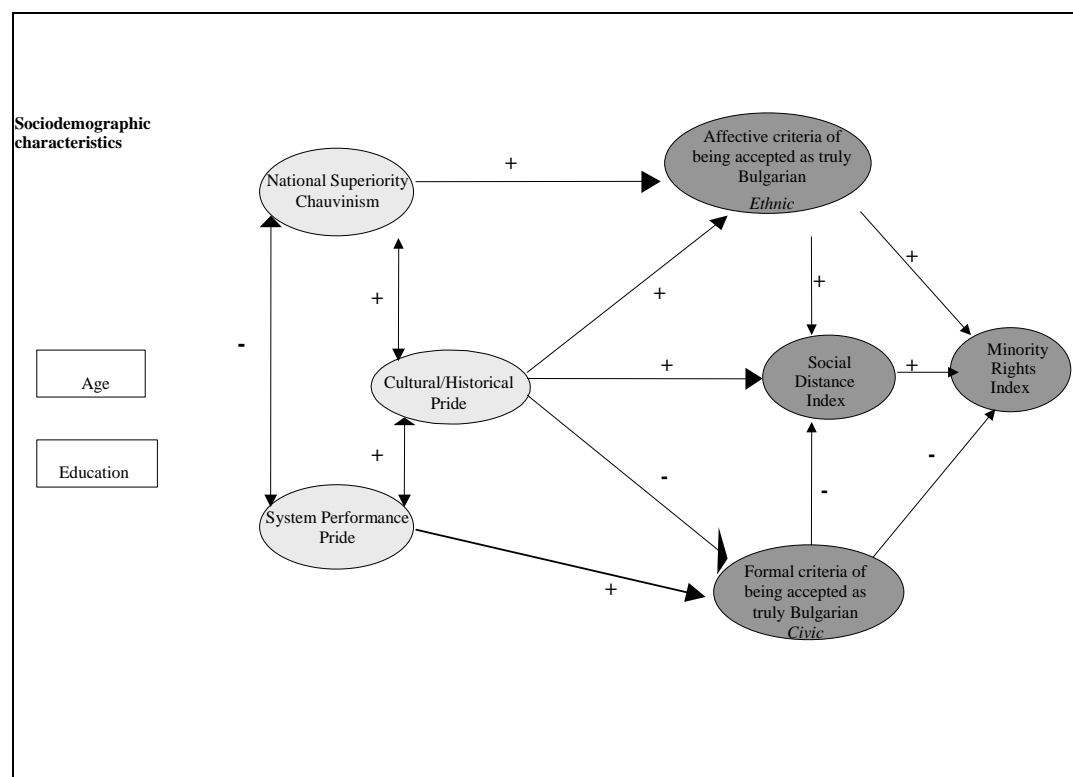 Sociodemographic
characteristics
Affective criteria of
being accepted as truly
Bulgarian
Ethnic
National Superiority
Chauvinism
+
+
+
+
+
-
Age
Cultural/Historical
Pride
+
Social
Distance
Index
+
Minority
Rights
Index
Education
+
-
-
-
System Performance
Pride
+
Formal criteria of
being accepted as
truly Bulgarian
Civic